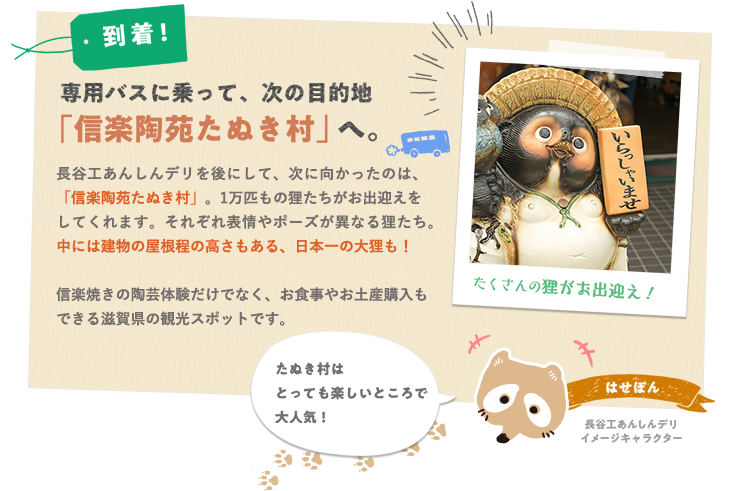 到着！
専用バスに乗って、次の目的地
「信楽陶苑たぬき村」へ。
長谷工あんしんデリを後にして、次に向かったのは、
「信楽陶苑たぬき村」。1万匹もの狸たちがお出迎えを
してくれます。それぞれ表情やポーズが異なる狸たち。
中には建物の屋根程の高さもある、日本一の大狸も！
信楽焼きの陶芸体験だけでなく、お食事やお土産購入も
できる滋賀県の観光スポットです。
いらっしゃいませ
たくさんの狸がお出迎え！
たぬき村は
とっても楽しいところで
大人気！
はせぽん
長谷工あんしんデリ
イメージキャラクター